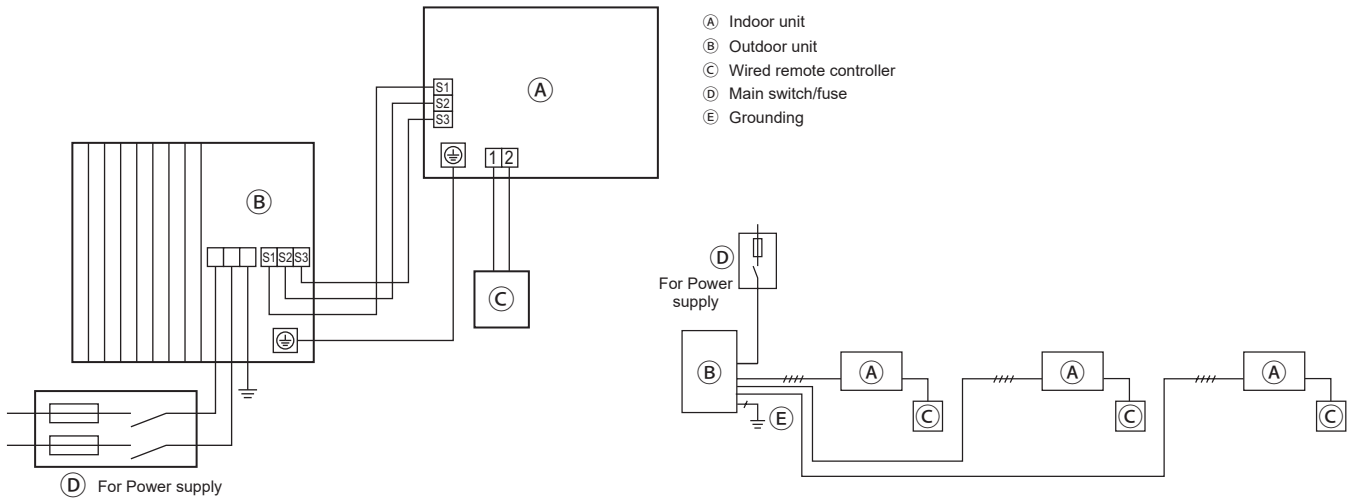 Ⓐ Indoor unit
Ⓑ Outdoor unit
Ⓒ Wired remote controller
Ⓓ Main switch/fuse
Ⓔ Grounding
S1
S2
S3
Ⓐ
1 2
Ⓑ
S1 S2 S3
Ⓒ
Ⓓ For Power supply
Ⓓ
For Power
supply
Ⓑ
Ⓐ
Ⓐ
Ⓐ
Ⓒ
Ⓒ
Ⓒ
Ⓔ